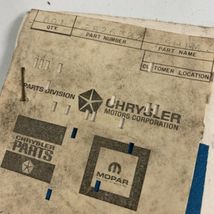 QTY. PART NUMBER PART NAME
CUSTOMER LOCATION
PARTS DIVISION
CHRYSLER
MOTORS CORPORATION
CHRYSLER
PARTS
MOPAR